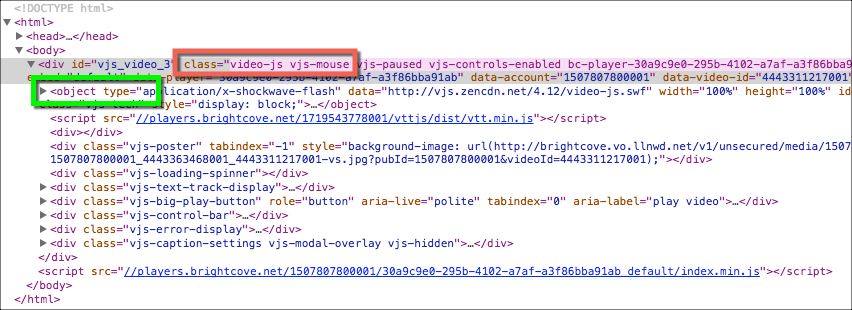 <!DOCTYPE html>
▼<html>
▶<head>…</head>
▼<body>
▼<div id="vjs_video_3" class="video-js vjs-mouse vjs-paused vjs-controls-enabled bc-player-30a9c9e0-295b-4102-a7af-a3f86bba9
"default" data-player="30a9c9e0-295b-4102-a7af-a3f86bba91ab" data-account="1507807800001" data-video-id="4443311217001"
▶<object type="application/x-shockwave-flash" data="http://vjs.zencdn.net/4.12/video-js.swf" width="100%" height="100%" id
class="vjs-tech" style="display: block;">…</object>
<script src="//players.brightcove.net/1719543778001/vttjs/dist/vtt.min.js"></script>
<div></div>
<div class="vjs-poster" tabindex="-1" style="background-image: url(http://brightcove.vo.llnwd.net/v1/unsecured/media/1507
1507807800001_4443363468001_4443311217001-vs.jpg?pubId=1507807800001&videoId=4443311217001);"></div>
<div class="vjs-loading-spinner"></div>
▶<div class="vjs-text-track-display">…</div>
▶<div class="vjs-big-play-button" role="button" aria-live="polite" tabindex="0" aria-label="play video">…</div>
▶<div class="vjs-control-bar">…</div>
▶<div class="vjs-error-display">…</div>
▶<div class="vjs-caption-settings vjs-modal-overlay vjs-hidden">…</div>
</div>
<script src="//players.brightcove.net/1507807800001/30a9c9e0-295b-4102-a7af-a3f86bba91ab_default/index.min.js"></script>
</body>
</html>